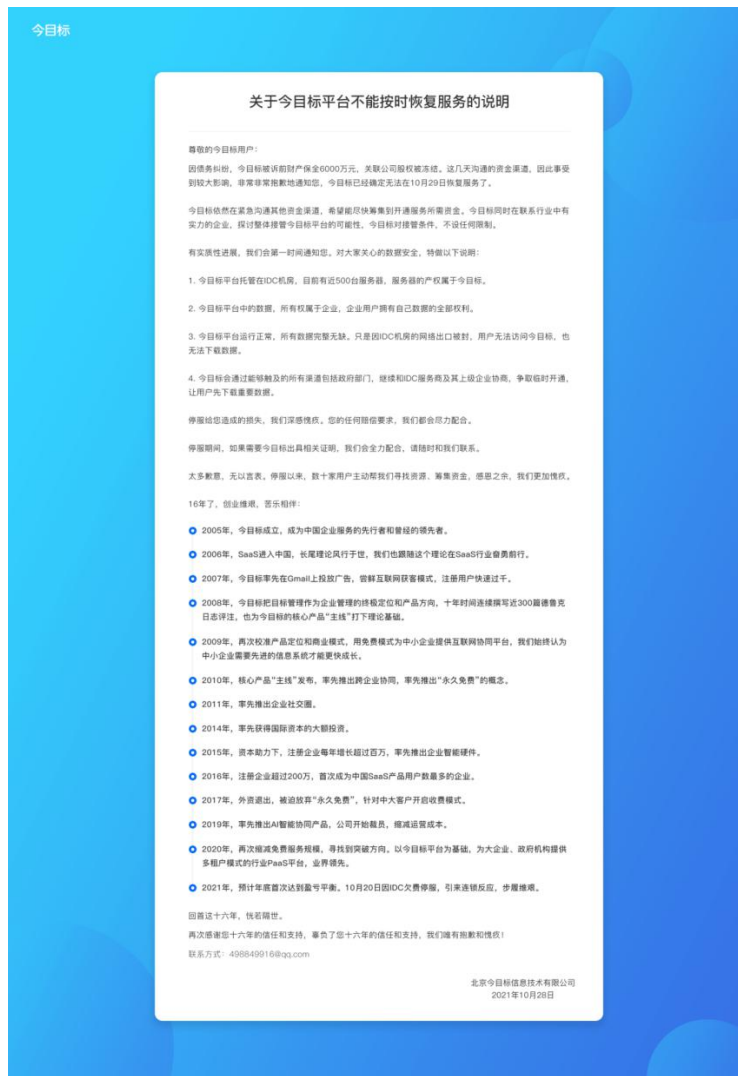 今目标
关于今目标平台不能按时恢复服务的说明
尊敬的今目标用户：
因债务纠纷，今目标被诉前财产保全6000万元，关联公司股权被冻结。这几天沟通的资金渠道，因此事受
到较大影响，非常非常抱歉地通知您，今目标已经确定无法在10月29日恢复服务了。
今目标依然在紧急沟通其他资金渠道，希望能尽快筹集到开通服务所需资金。今目标同时在联系行业中有
实力的企业，探讨整体接管今目标平台的可能性，今目标对接管条件，不设任何限制。
有实质性进展，我们会第一时间通知您。对大家关心的数据安全，特做以下说明：
1. 今目标平台托管在IDC机房，目前有近500台服务器，服务器的产权属于今目标。
2. 今目标平台中的数据，所有权属于企业，企业用户拥有自己数据的全部权利。
3. 今目标平台运行正常，所有数据完整无缺。只是因IDC机房的网络出口被封，用户无法访问今目标，也
无法下载数据。
4. 今目标会通过能够触及的所有渠道包括政府部门，继续和IDC服务商及其上级企业协商，争取临时开通，
让用户先下载重要数据。
停服给您造成的损失，我们深感愧疚。您的任何赔偿要求，我们都会尽力配合。
停服期间，如果需要今目标出具相关证明，我们会全力配合，请随时和我们联系。
太多歉意，无以言表。停服以来，数十家用户主动帮我们寻找资源、筹集资金，感恩之余，我们更加愧疚。
16年了，创业维艰，苦乐相伴：
2005年，今目标成立，成为中国企业服务的先行者和曾经的领先者。
2006年，SaaS进入中国，长尾理论风行于世，我们也跟随这个理论在SaaS行业奋勇前行。
2007年，今目标率先在Gmail上投放广告，尝鲜互联网获客模式，注册用户快速过千。
2008年，今目标把目标管理作为企业管理的终极定位和产品方向，十年时间连续撰写近300篇德鲁克
日志评注，也为今目标的核心产品“主线”打下理论基础。
2009年，再次校准产品定位和商业模式，用免费模式为中小企业提供互联网协同平台，我们始终认为
中小企业需要先进的信息系统才能更快成长。
2010年，核心产品“主线”发布，率先推出跨企业协同，率先推出“永久免费”的概念。
2011年，率先推出企业社交圈。
2014年，率先获得国际资本的大额投资。
2015年，资本助力下，注册企业每年增长超过百万，率先推出企业智能硬件。
2016年，注册企业超过200万，首次成为中国SaaS产品用户数最多的企业。
2017年，外资退出，被迫放弃“永久免费”，针对中大客户开启收费模式。
2019年，率先推出AI智能协同产品，公司开始裁员，缩减运营成本。
2020年，再次缩减免费服务规模，寻找到突破方向。以今目标平台为基础，为大企业、政府机构提供
多租户模式的行业PaaS平台，业界领先。
2021年，预计年底首次达到盈亏平衡。10月20日因IDC欠费停服，引来连锁反应，步履维艰。
回首这十六年，恍若隔世。
再次感谢您十六年的信任和支持，辜负了您十六年的信任和支持，我们唯有抱歉和愧疚！
联系方式：498849916@qq.com
北京今目标信息技术有限公司
2021年10月28日